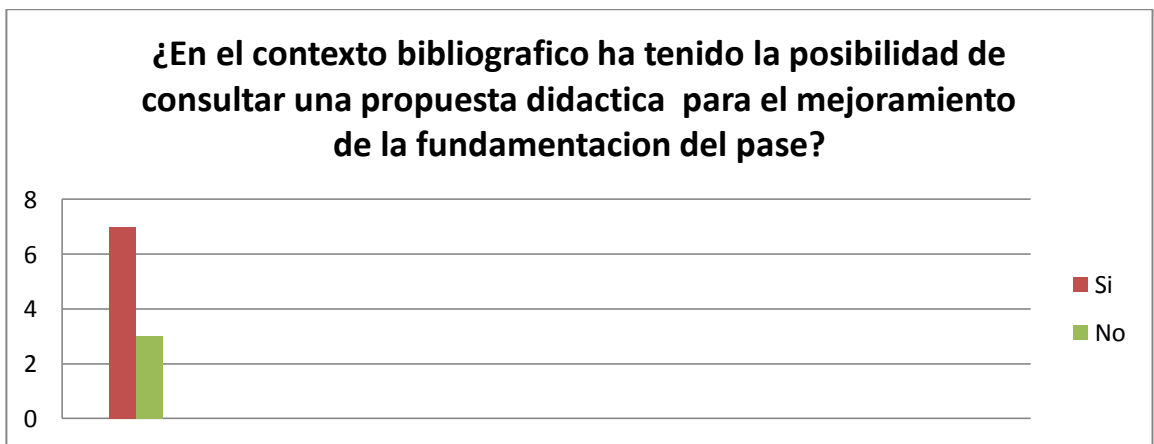 ¿En el contexto bibliografico ha tenido la posibilidad de
consultar una propuesta didactica  para el mejoramiento
de la fundamentacion del pase?
8
6
4
2
0
Si
No